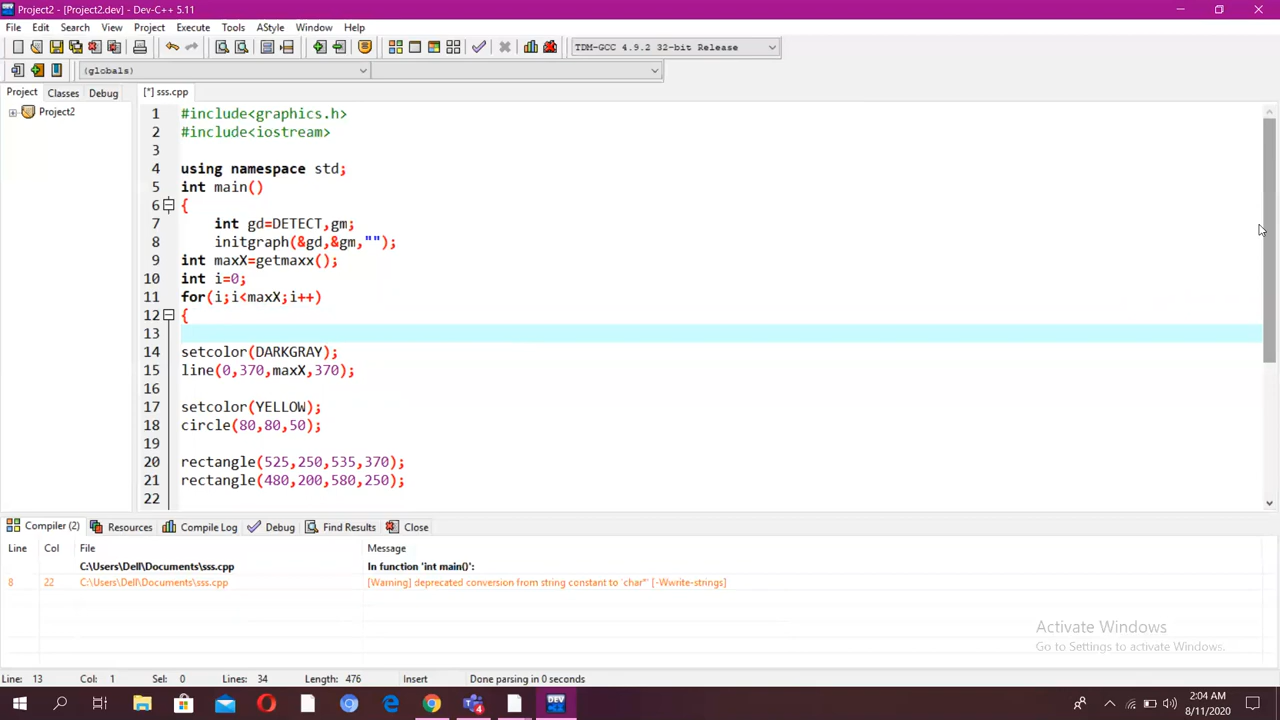 Project2 - [Project2.dev] - Dev-C++ 5.11
File Edit Search View Project Execute Tools AStyle Window Help
TDM-GCC 4.9.2 32-bit Release
(globals)
Project Classes Debug [*] sss.cpp
Project2
1 #include<graphics.h>
2 #include<iostream>
3
4 using namespace std;
5 int main()
6 {
7 int gd=DETECT,gm;
8 initgraph(&gd,&gm,"");
9 int maxX=getmaxx();
10 int i=0;
11 for(i;i<maxX;i++)
12 {
13
14 setcolor(DARKGRAY);
15 line(0,370,maxX,370);
16
17 setcolor(YELLOW);
18 circle(80,80,50);
19
20 rectangle(525,250,535,370);
21 rectangle(480,200,580,250);
22
Compiler (2) Resources Compile Log Debug Find Results Close
Line Col File Message
C:\Users\Dell\Documents\sss.cpp In function 'int main()':
8 22 C:\Users\Dell\Documents\sss.cpp [Warning] deprecated conversion from string constant to 'char*' [-Wwrite-strings]
Activate Windows
Go to Settings to activate Windows.
Line: 13 Col: 1 Sel: 0 Lines: 34 Length: 476 Insert Done parsing in 0 seconds
4
DEV
2:04 AM
8/11/2020